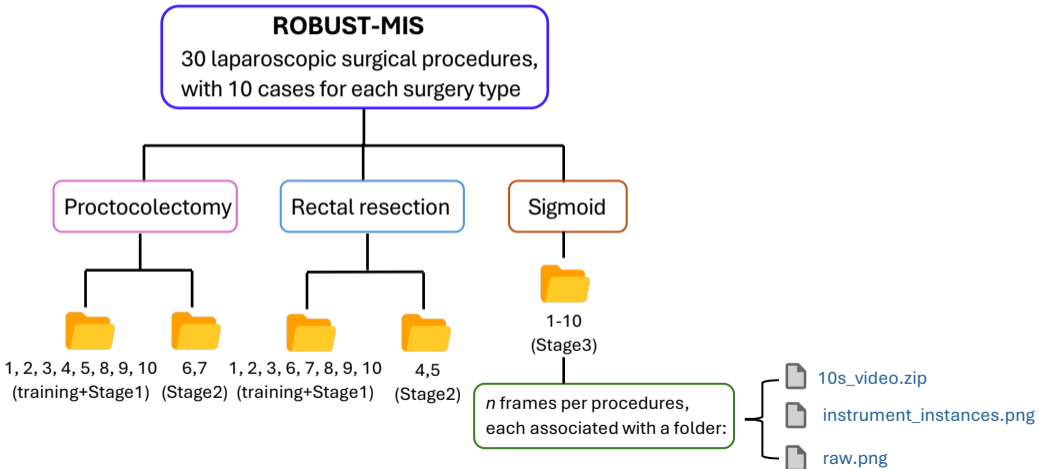 ROBUST-MIS
30 laparoscopic surgical procedures,
with 10 cases for each surgery type
Proctocolectomy
Rectal resection
Sigmoid
1, 2, 3, 4, 5, 8, 9, 10
(training+Stage1)
6,7
(Stage2)
1, 2, 3, 6, 7, 8, 9, 10
(training+Stage1)
4,5
(Stage2)
1-10
(Stage3)
n frames per procedures,
each associated with a folder:
10s_video.zip
instrument_instances.png
raw.png